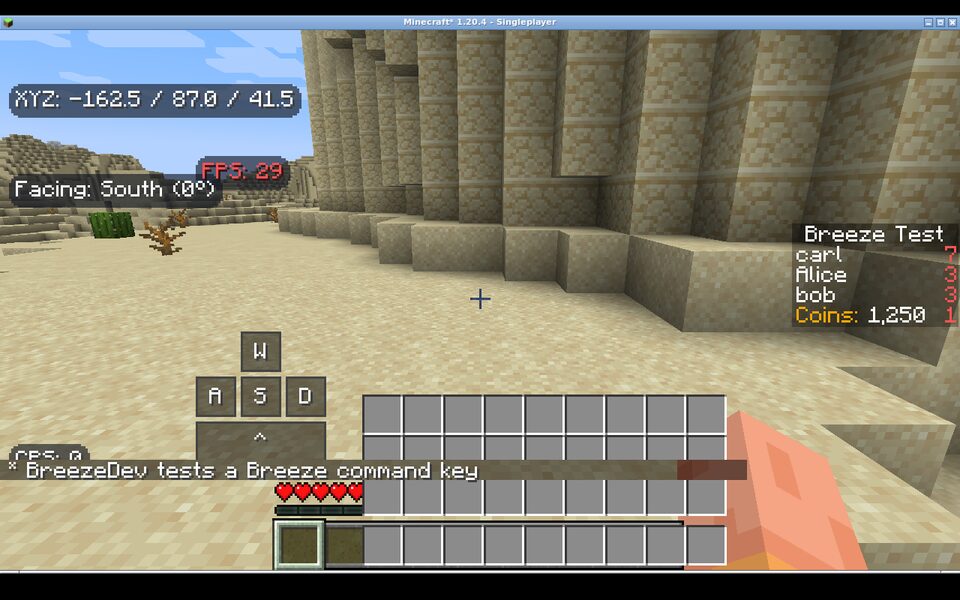 Minecraft* 1.20.4 - Singleplayer
XYZ: -162.5 / 87.0 / 41.5
FPS: 29
Facing: South (0°)
Breeze Test
carl 7
Alice 3
bob 3
Coins: 1,250 1
W
A S D
^
CPS: 0
* BreezeDev tests a Breeze command key